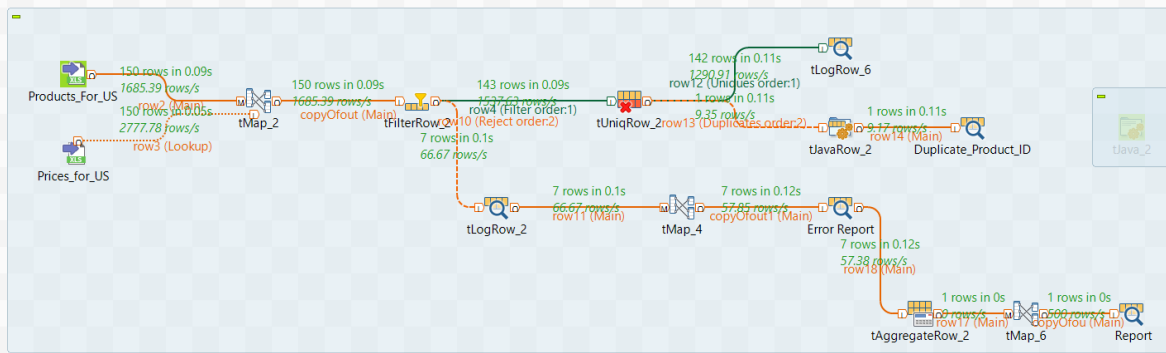 142 rows in 0.11s
1290.91 rows/s
row12 (Uniques order:1)
tLogRow_6
150 rows in 0.09s
1685.39 rows/s
row2 (Main)
Products_For_US
150 rows in 0.05s
2777.78 rows/s
row3 (Lookup)
Prices_for_US
tMap_2
150 rows in 0.09s
1685.39 rows/s
copyOfout (Main)
tFilterRow_2
143 rows in 0.09s
rows/s
row4 (Filter order:1)
row10 (Reject order:2)
7 rows in 0.1s
66.67 rows/s
tUniqRow_2
1 rows in 0.11s
9.35 rows/s
row13 (Duplicates order:2)
tJavaRow_2
1 rows in 0.11s
9.17 rows/s
row14 (Main)
Duplicate_Product_ID
tJava_2
tLogRow_2
7 rows in 0.1s
66.67 rows/s
row11 (Main)
tMap_4
7 rows in 0.12s
57.85 rows/s
copyOfout1 (Main)
Error Report
7 rows in 0.12s
57.38 rows/s
row18 (Main)
tAggregateRow_2
1 rows in 0s
0 rows/s
row17 (Main)
tMap_6
1 rows in 0s
rows/s
copyOfou (Main)
Report